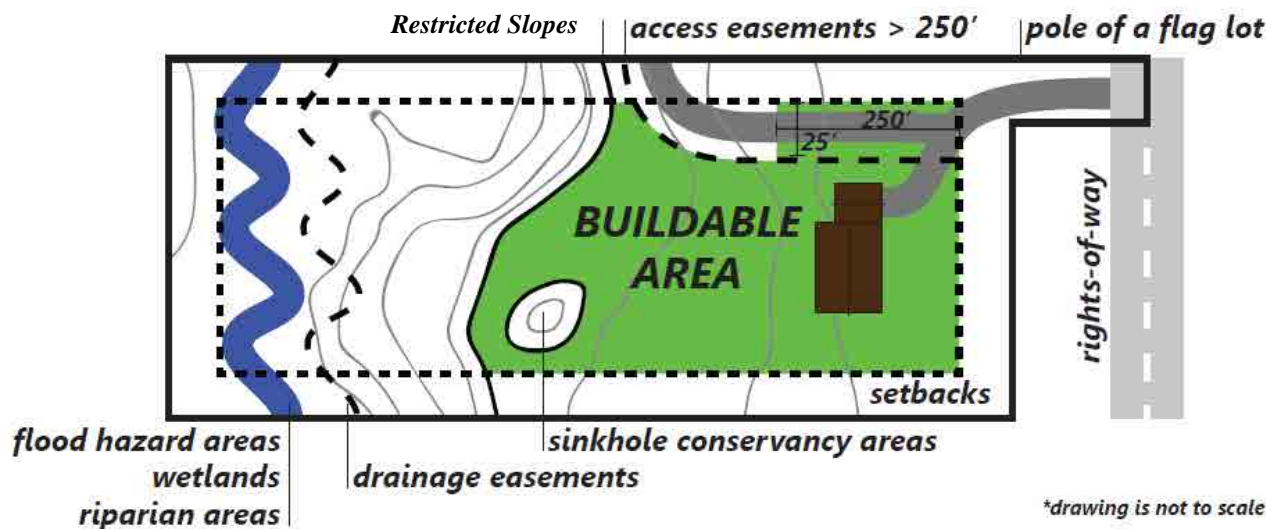 Restricted Slopes
access easements > 250’
pole of a flag lot
250’
25’
BUILDABLE
AREA
rights-of-way
setbacks
flood hazard areas
sinkhole conservancy areas
wetlands
drainage easements
riparian areas
*drawing is not to scale